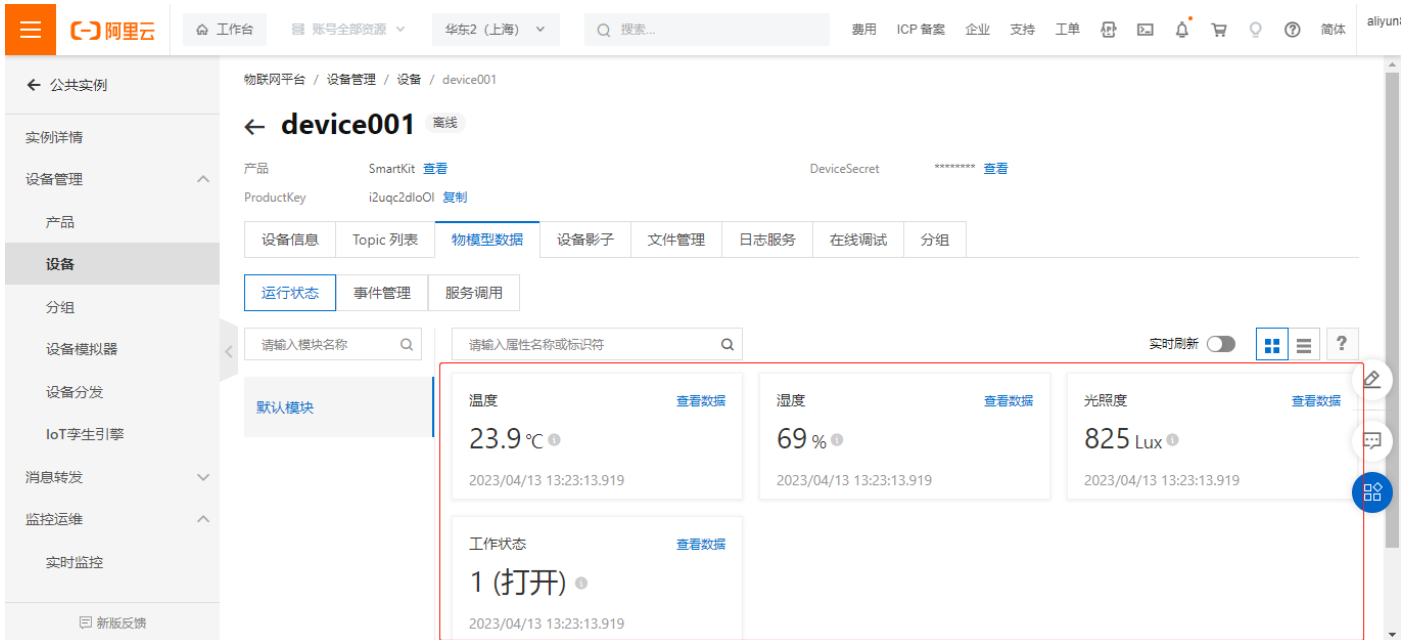 阿里云 工作台 账号全部资源 华东2（上海） 搜索... 费用 ICP 备案 企业 支持 工单 简体 aliyun8
公共实例
实例详情
设备管理
产品
设备
分组
设备模拟器
设备分发
IoT孪生引擎
消息转发
监控运维
实时监控
新版反馈
物联网平台 / 设备管理 / 设备 / device001
device001 离线
产品 SmartKit 查看 DeviceSecret ******** 查看
ProductKey 复制
设备信息 Topic 列表 物模型数据 设备影子 文件管理 日志服务 在线调试 分组
运行状态 事件管理 服务调用
请输入模块名称 请输入属性名称或标识符 实时刷新 ?
默认模块
温度 查看数据 湿度 查看数据 光照度 查看数据
23.9 ℃ 69 % 825 Lux
2023/04/13 13:23:13.919 2023/04/13 13:23:13.919 2023/04/13 13:23:13.919
工作状态 查看数据
1 (打开)
2023/04/13 13:23:13.919